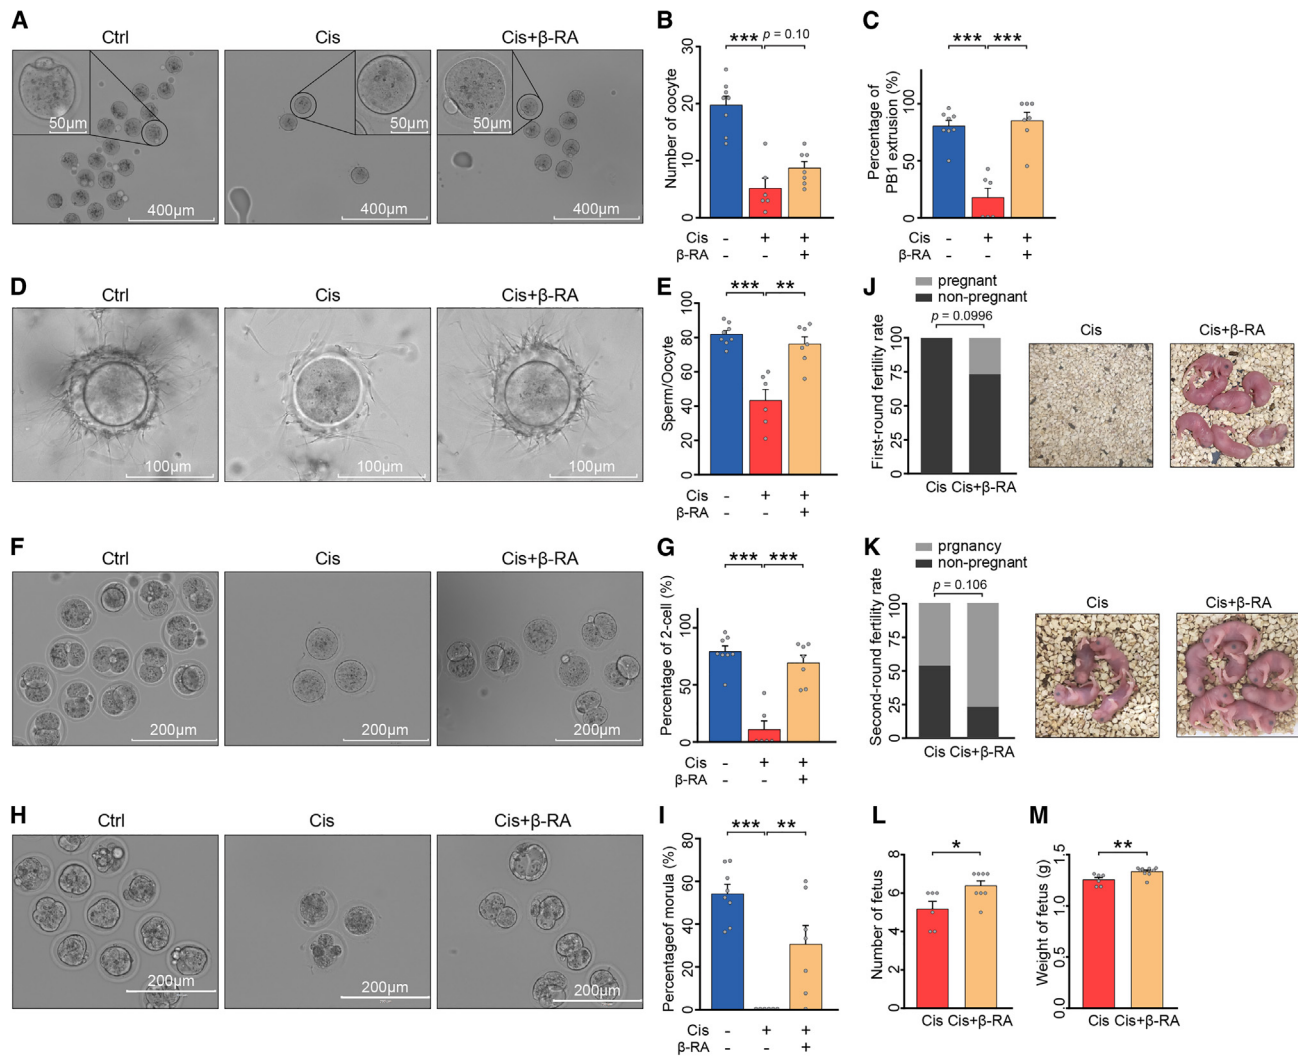 A
Ctrl
Cis
Cis+β-RA
50μm
400μm
50μm
400μm
50μm
400μm
B
*** p = 0.10
Number of oocyte
30
20
10
0
Cis - + +
β-RA - - +
C
*** ***
Percentage of
PB1 extrusion (%)
100
50
0
Cis - + +
β-RA - - +
D
Ctrl
Cis
Cis+β-RA
100μm
100μm
100μm
E
*** **
Sperm/Oocyte
100
80
60
40
20
0
Cis - + +
β-RA - - +
J
pregnant
non-pregnant
p = 0.0996
First-round fertility rate
100
75
50
25
0
Cis Cis+β-RA
Cis
Cis+β-RA
F
Ctrl
Cis
Cis+β-RA
200μm
200μm
200μm
G
*** ***
Percentage of 2-cell (%)
100
50
0
Cis - + +
β-RA - - +
K
prgnancy
non-pregnant
p = 0.106
Second-round fertility rate
100
75
50
25
0
Cis Cis+β-RA
Cis
Cis+β-RA
H
Ctrl
Cis
Cis+β-RA
200μm
200μm
200μm
I
*** **
Percentageof morula (%)
80
60
40
20
0
Cis - + +
β-RA - - +
L
*
Number of fetus
8
6
4
2
0
Cis Cis+β-RA
M
**
Weight of fetus (g)
1.5
1.0
0.5
0.0
Cis Cis+β-RA